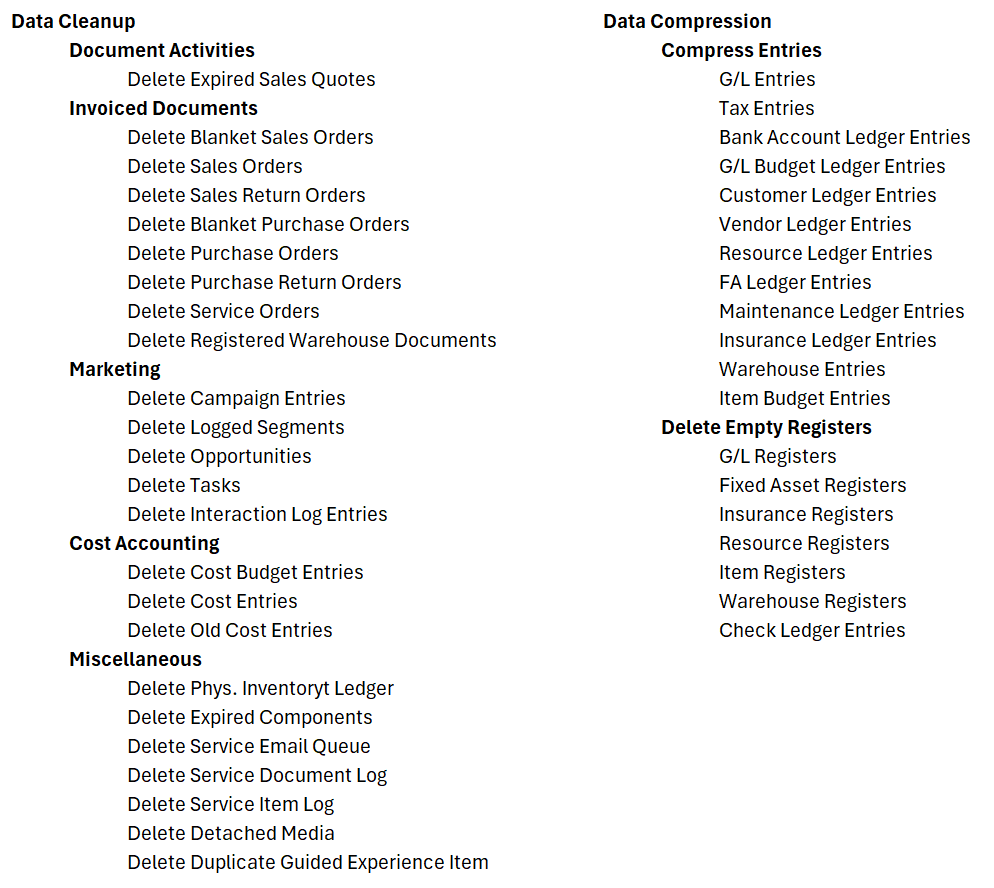 Data Cleanup
Document Activities
Delete Expired Sales Quotes
Invoiced Documents
Delete Blanket Sales Orders
Delete Sales Orders
Delete Sales Return Orders
Delete Blanket Purchase Orders
Delete Purchase Orders
Delete Purchase Return Orders
Delete Service Orders
Delete Registered Warehouse Documents
Marketing
Delete Campaign Entries
Delete Logged Segments
Delete Opportunities
Delete Tasks
Delete Interaction Log Entries
Cost Accounting
Delete Cost Budget Entries
Delete Cost Entries
Delete Old Cost Entries
Miscellaneous
Delete Phys. Inventoryt Ledger
Delete Expired Components
Delete Service Email Queue
Delete Service Document Log
Delete Service Item Log
Delete Detached Media
Delete Duplicate Guided Experience Item
Data Compression
Compress Entries
G/L Entries
Tax Entries
Bank Account Ledger Entries
G/L Budget Ledger Entries
Customer Ledger Entries
Vendor Ledger Entries
Resource Ledger Entries
FA Ledger Entries
Maintenance Ledger Entries
Insurance Ledger Entries
Warehouse Entries
Item Budget Entries
Delete Empty Registers
G/L Registers
Fixed Asset Registers
Insurance Registers
Resource Registers
Item Registers
Warehouse Registers
Check Ledger Entries